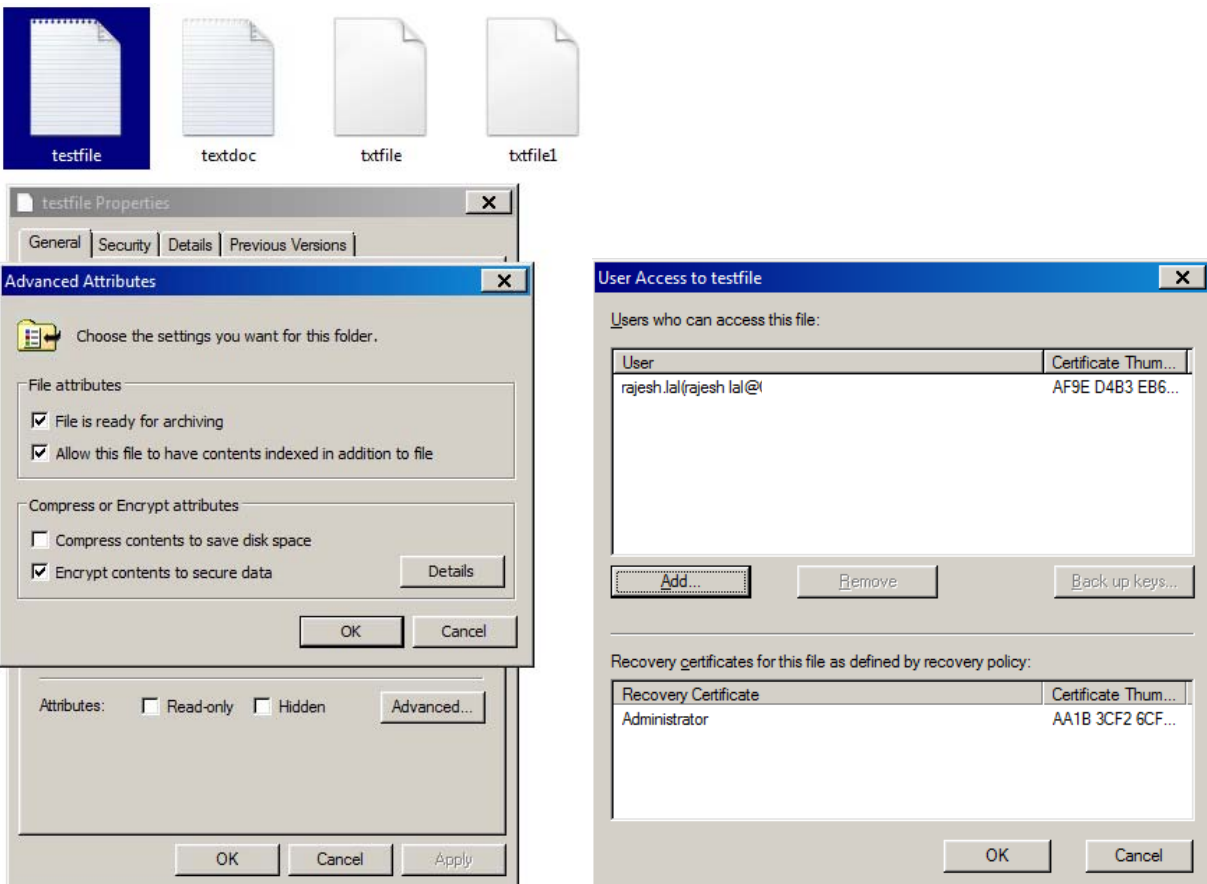 testfile textdoc txtfile txtfile1
testfile Properties
General Security Details Previous Versions
Advanced Attributes
Choose the settings you want for this folder.
File attributes
File is ready for archiving
Allow this file to have contents indexed in addition to file
Compress or Encrypt attributes
Compress contents to save disk space
Encrypt contents to secure data Details
OK Cancel
Attributes: Read-only Hidden Advanced...
OK Cancel Apply
User Access to testfile
Users who can access this file:
User Certificate Thum...
rajesh.lal(rajesh lal@ AF9E D4B3 EB6...
Add... Remove Back up keys...
Recovery certificates for this file as defined by recovery policy:
Recovery Certificate Certificate Thum...
Administrator AA1B 3CF2 6CF...
OK Cancel